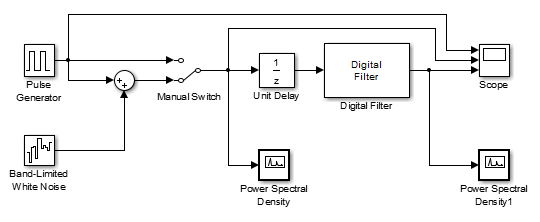 Pulse
Generator
+
+
Manual Switch
1
z
Unit Delay
Digital
Filter
Digital Filter
Scope
Band-Limited
White Noise
Power Spectral
Density
Power Spectral
Density1